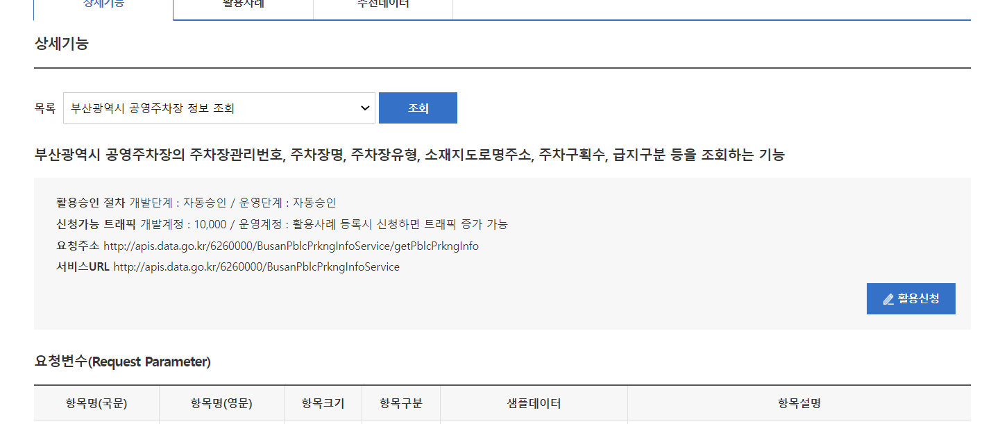 상세기능 활용사례 추천데이터
상세기능
목록 부산광역시 공영주차장 정보 조회 조회
부산광역시 공영주차장의 주차장관리번호, 주차장명, 주차장유형, 소재지도로명주소, 주차구획수, 급지구분 등을 조회하는 기능
활용승인 절차 개발단계 : 자동승인 / 운영단계 : 자동승인
신청가능 트래픽 개발계정 : 10,000 / 운영계정 : 활용사례 등록시 신청하면 트래픽 증가 가능
요청주소 http://apis.data.go.kr/6260000/BusanPblcPrkngInfoService/getPblcPrkngInfo
서비스URL http://apis.data.go.kr/6260000/BusanPblcPrkngInfoService
활용신청
요청변수(Request Parameter)
항목명(국문) 항목명(영문) 항목크기 항목구분 샘플데이터 항목설명